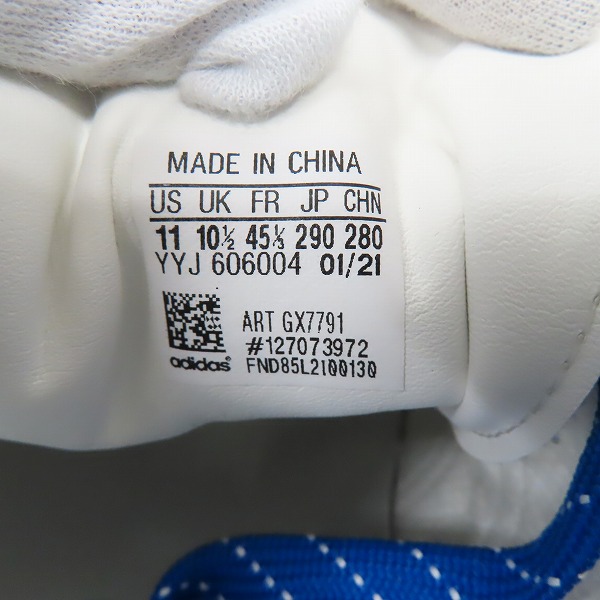 MADE IN CHINA
US UK FR JP CHN
11 10½ 45⅓ 290 280
YYJ 606004 01/21
ART GX7791
#127073972
adidas® FND85L2100130